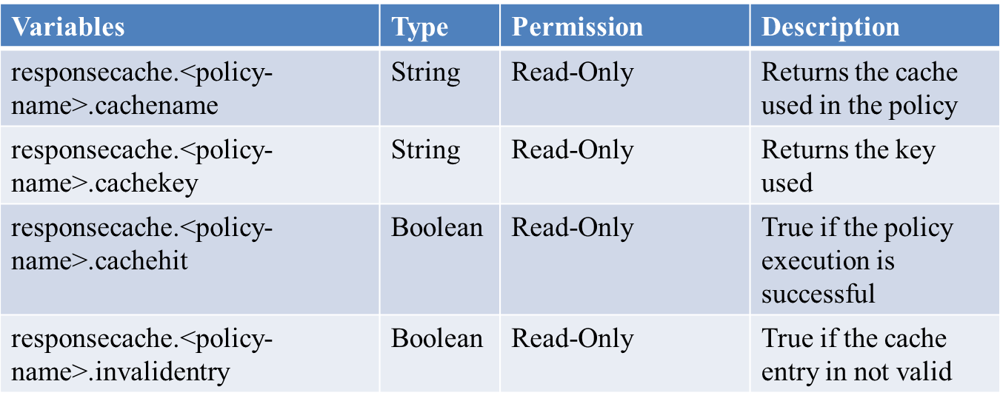 Variables Type Permission Description
responsecache.<policy- String Read-Only Returns the cache
name>.cachename used in the policy
responsecache.<policy- String Read-Only Returns the key
name>.cachekey used
responsecache.<policy- Boolean Read-Only True if the policy
name>.cachehit execution is
successful
responsecache.<policy- Boolean Read-Only True if the cache
name>.invalidentry entry in not valid